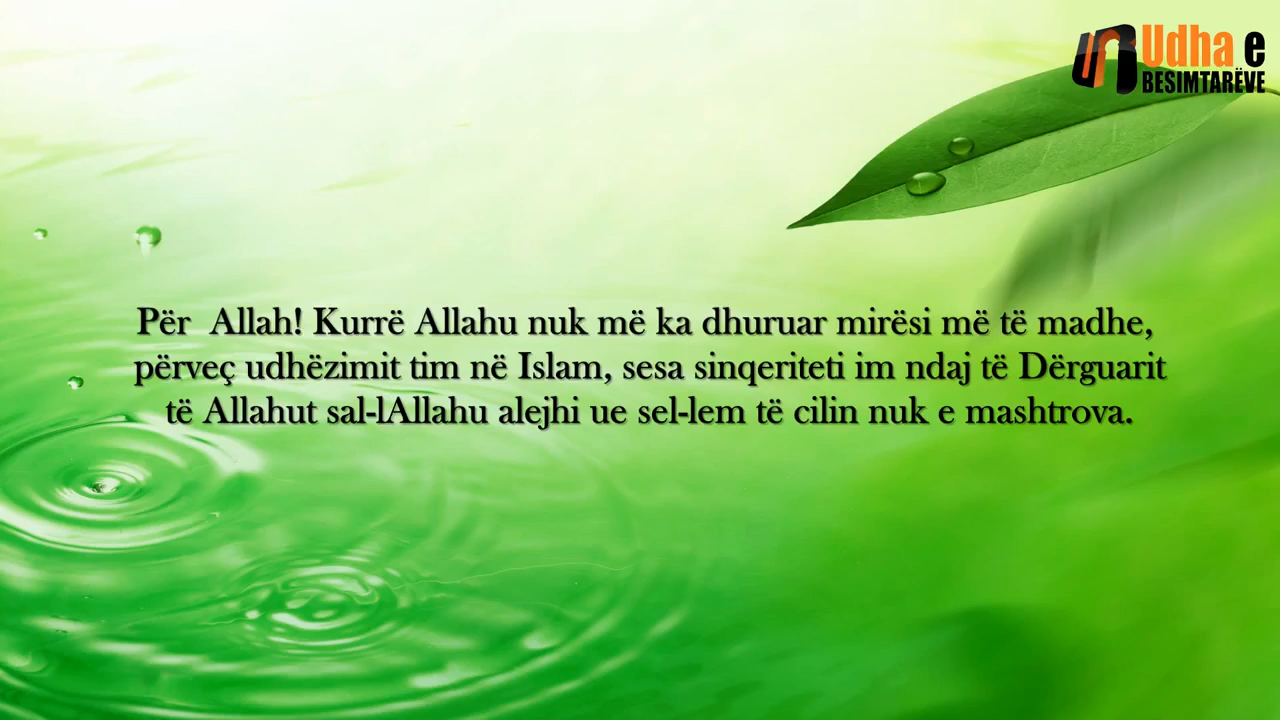 Udha e
BESIMTARËVE
Për Allah! Kurrë Allahu nuk më ka dhuruar mirësi më të madhe,
përveç udhëzimit tim në Islam, sesa sinqeriteti im ndaj të Dërguarit
të Allahut sal-lAllahu alejhi ue sel-lem të cilin nuk e mashtrova.